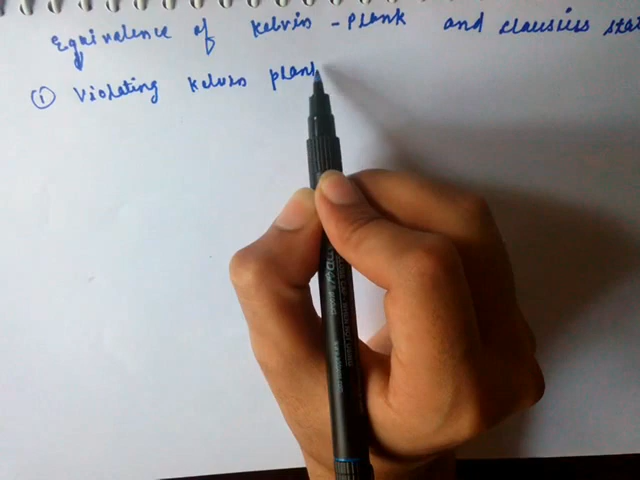 Equivalence of Kelvin - Plank and clausius stat
① Violating Kelvin plank